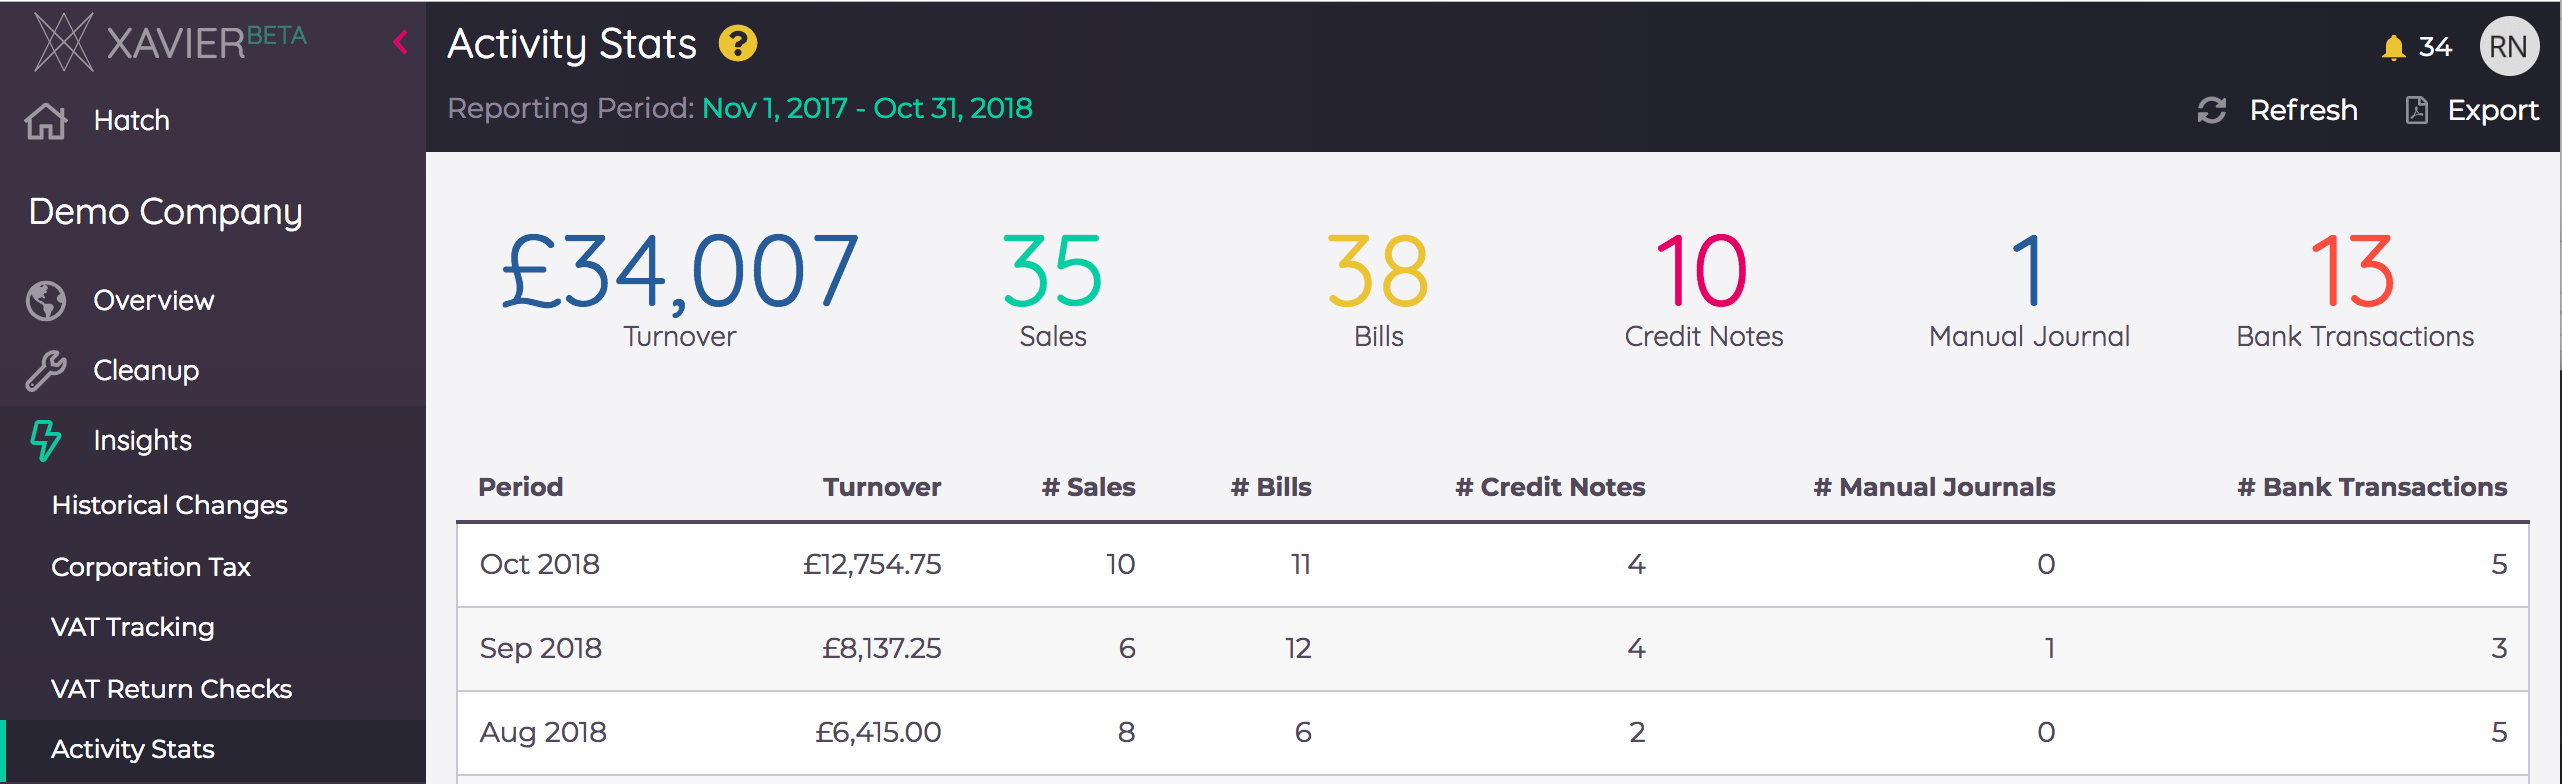 XAVIER BETA
Hatch
Demo Company
Overview
Cleanup
Insights
Historical Changes
Corporation Tax
VAT Tracking
VAT Return Checks
Activity Stats
Activity Stats ?
34 RN
Reporting Period: Nov 1, 2017 - Oct 31, 2018
Refresh Export
£34,007 35 38 10 1 13
Turnover Sales Bills Credit Notes Manual Journal Bank Transactions
Period Turnover # Sales # Bills # Credit Notes # Manual Journals # Bank Transactions
Oct 2018 £12,754.75 10 11 4 0 5
Sep 2018 £8,137.25 6 12 4 1 3
Aug 2018 £6,415.00 8 6 2 0 5